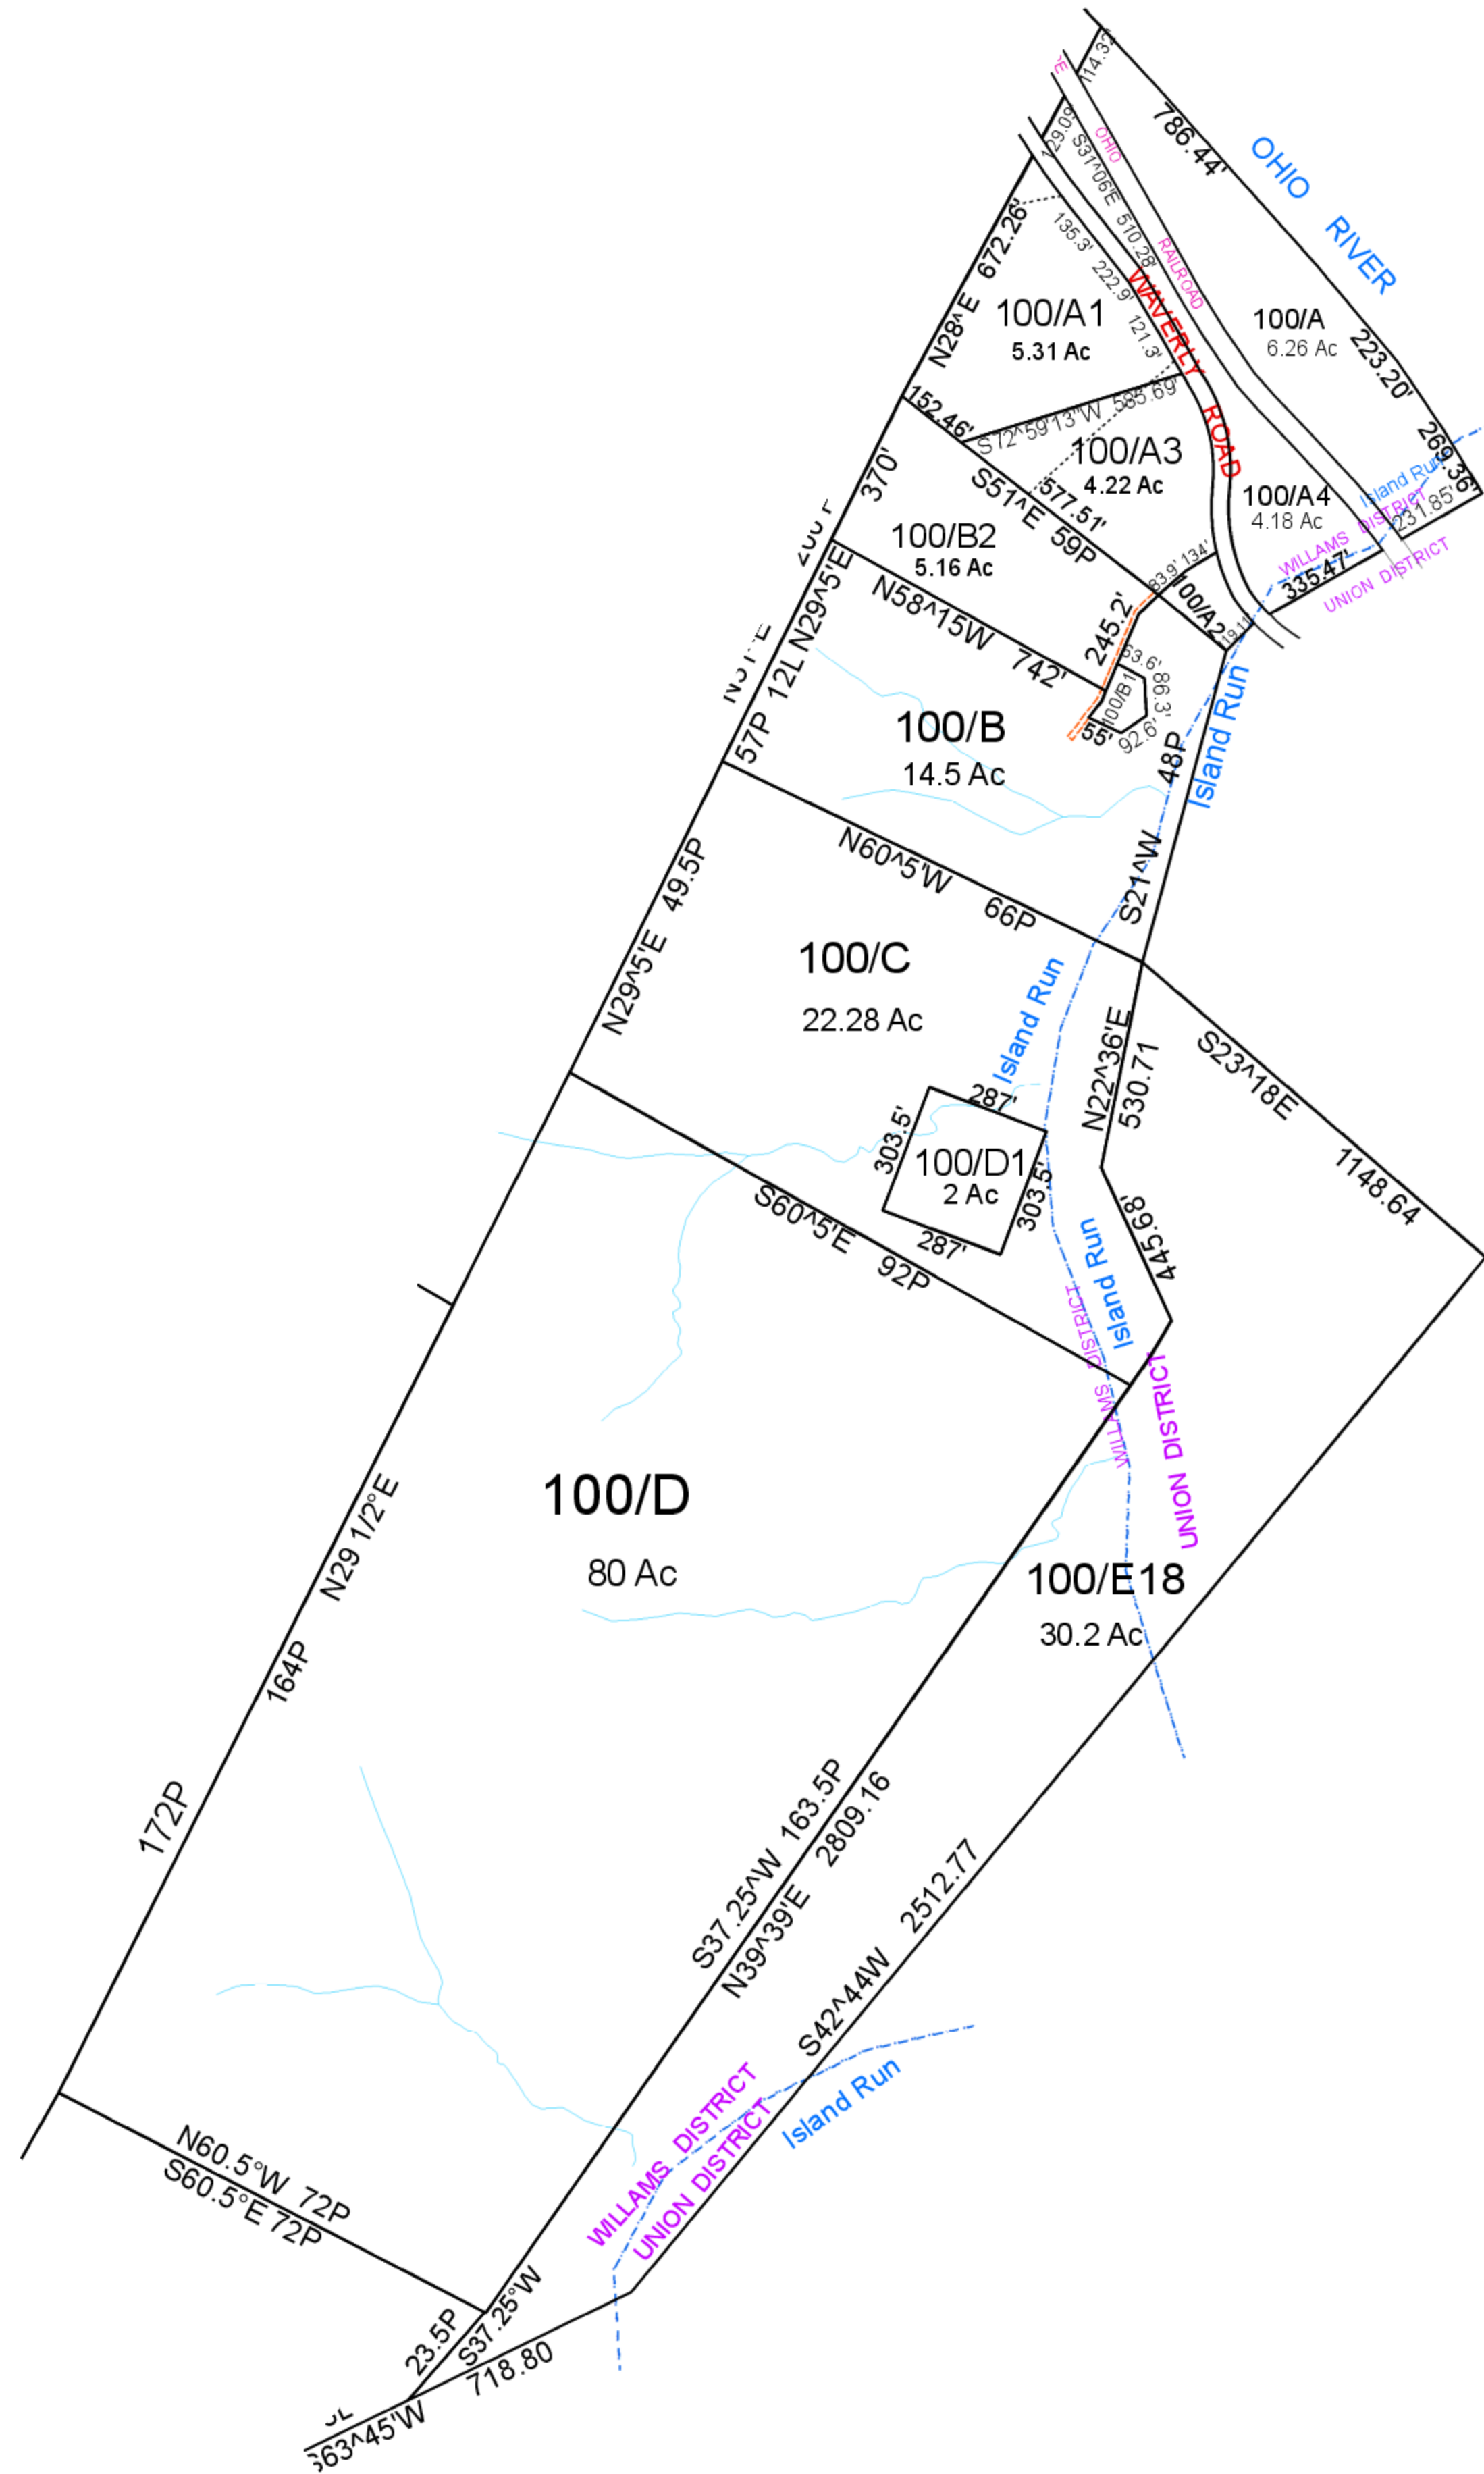 114.32'
786.44'
OHIO RIVER
129.09'
S31^06'E 510.28'
OHIO
RAILROAD
N28^E 672.26'
135.3' 222.9' 121.3'
WAVERLY
ROAD
100/A1
5.31 Ac
100/A
6.26 Ac
223.20'
269.36'
152.46'
S72^59'13"W 585.69'
100/A3
4.22 Ac
100/A4
4.18 Ac
Island Run
231.85'
WILLAMS DISTRICT
UNION DISTRICT
335.47'
370'
S51^E 59P
577.51'
100/B2
5.16 Ac
83.9' 134'
100/A2
N58^15W 742'
245.2'
63.6'
86.3'
92.6'
55'
100/B1
57P 12L N29^5'E
100/B
14.5 Ac
48P
S21^W
Island Run
N60^5'W 66P
N29^5'E 49.5P
100/C
22.28 Ac
Island Run
N22^36'E
530.71
S23^18E 1148.64
287'
303.5'
100/D1
2 Ac
303.5'
287'
445.68'
S60^5'E 92P
Island Run
WILLAMS DISTRICT
WILLAMS DISTRICT
UNION DISTRICT
100/D
80 Ac
N29 1/2°E
164P
172P
100/E18
30.2 Ac
S37.25^W 163.5P
N39^39'E 2809.16
S42^44W 2512.77
WILLAMS DISTRICT
UNION DISTRICT
Island Run
N60.5°W 72P
S60.5°E 72P
23.5P
S37.25°W
718.80
S63^45'W